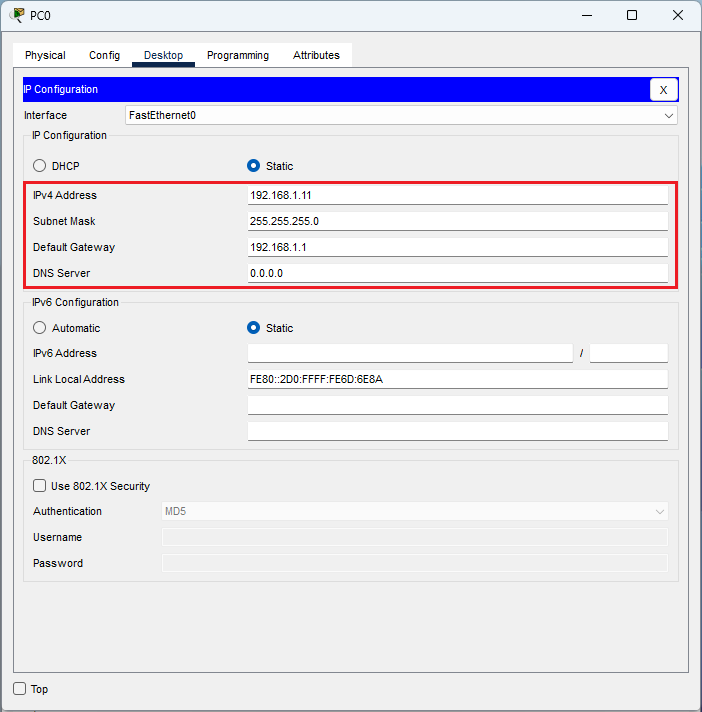 PC0
Physical Config Desktop Programming Attributes
IP Configuration X
Interface FastEthernet0
IP Configuration
DHCP Static
IPv4 Address 192.168.1.11
Subnet Mask 255.255.255.0
Default Gateway 192.168.1.1
DNS Server 0.0.0.0
IPv6 Configuration
Automatic Static
IPv6 Address /
Link Local Address FE80::2D0:FFFF:FE6D:6E8A
Default Gateway
DNS Server
802.1X
Use 802.1X Security
Authentication MD5
Username
Password
Top